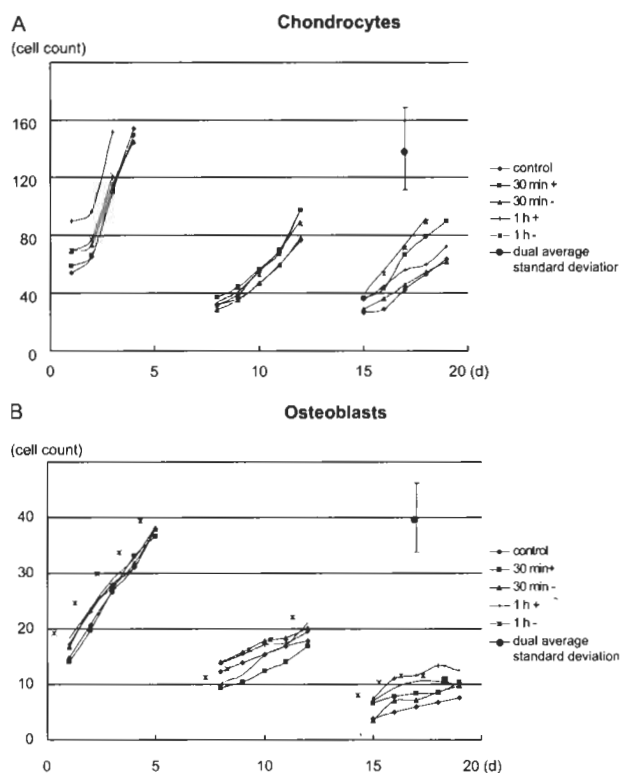 A
Chondrocytes
(cell count)
160
120
80
40
0
0
5
10
15
20 (d)
control
30 min +
30 min -
1 h +
1 h -
dual average
standard deviatior
B
Osteoblasts
(cell count)
40
30
20
10
0
0
5
10
15
20 (d)
control
30 min+
30 min -
1 h +
1 h -
dual average
standard deviation